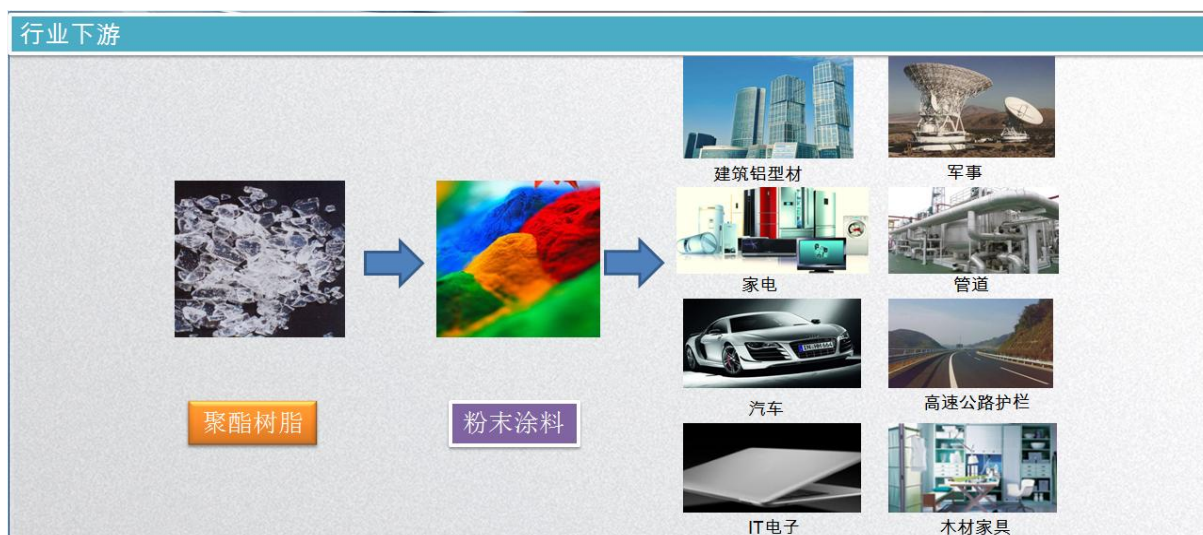 行业下游
建筑铝型材
军事
家电
管道
聚酯树脂
粉末涂料
汽车
高速公路护栏
IT电子
木材家具